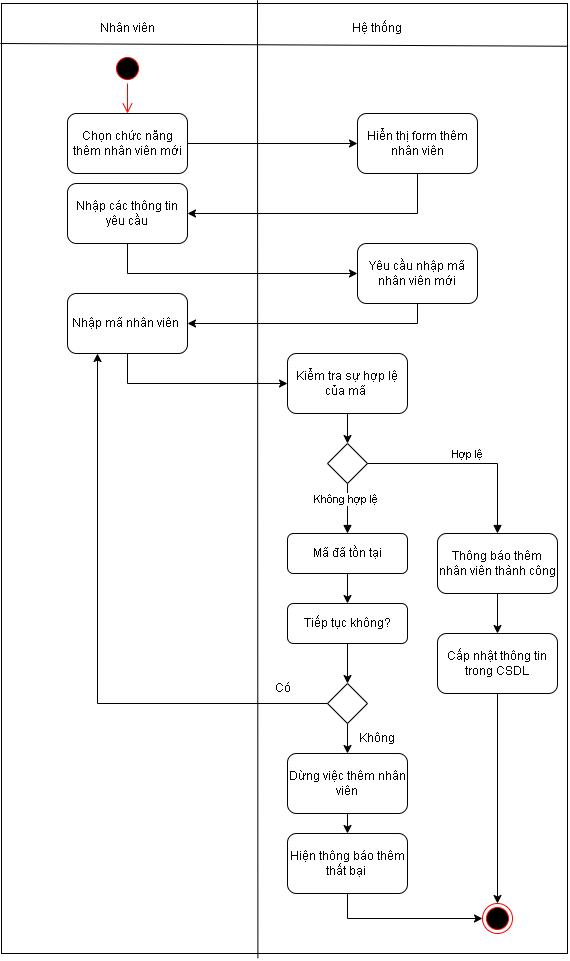 Nhân viên
Hệ thống
Chọn chức năng
thêm nhân viên mới
Hiển thị form thêm
nhân viên
Nhập các thông tin
yêu cầu
Yêu cầu nhập mã
nhân viên mới
Nhập mã nhân viên
Kiểm tra sự hợp lệ
của mã
Hợp lệ
Không hợp lệ
Mã đã tồn tại
Thông báo thêm
nhân viên thành công
Tiếp tục không?
Cấp nhật thông tin
trong CSDL
Có
Không
Dừng việc thêm nhân
viên
Hiện thông báo thêm
thất bại